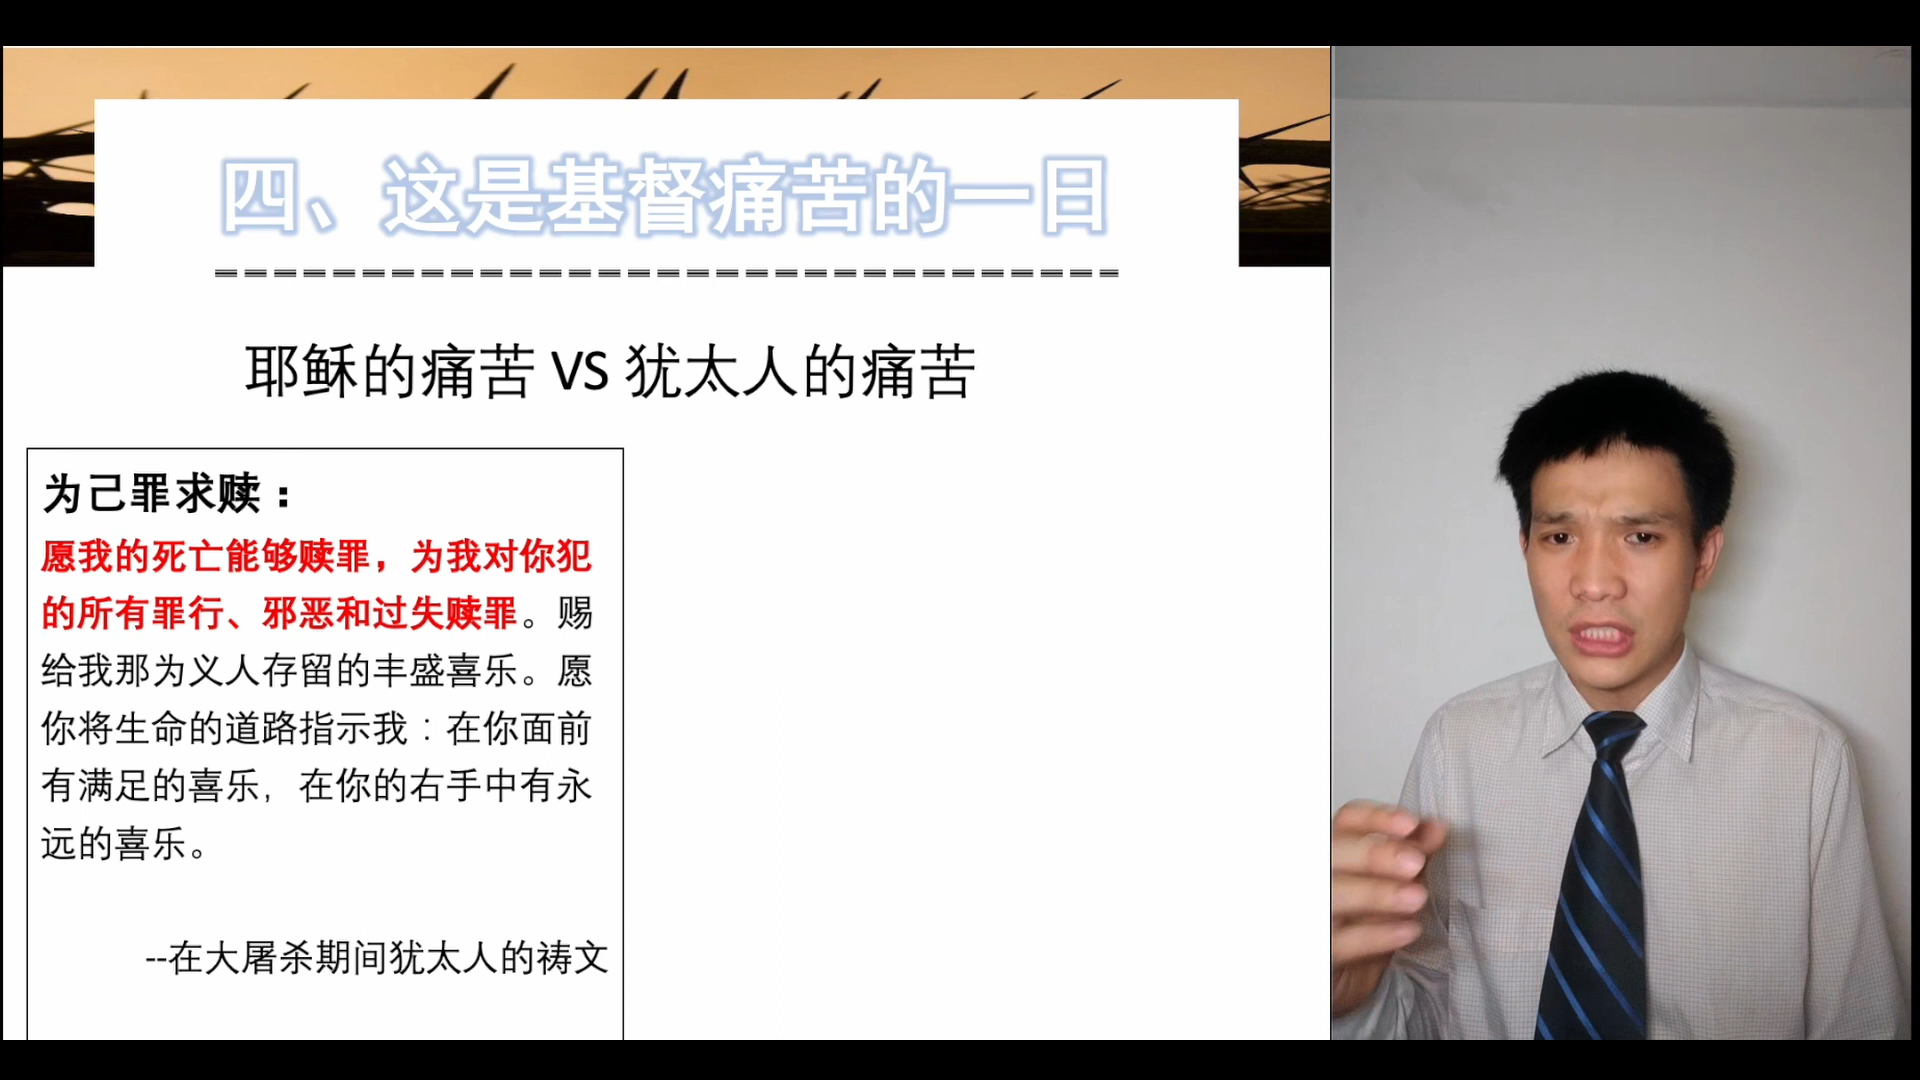 四、这是基督痛苦的一日
===============================
耶稣的痛苦 VS 犹太人的痛苦
为己罪求赎：
愿我的死亡能够赎罪，为我对你犯
的所有罪行、邪恶和过失赎罪。赐
给我那为义人存留的丰盛喜乐。愿
你将生命的道路指示我：在你面前
有满足的喜乐，在你的右手中有永
远的喜乐。
--在大屠杀期间犹太人的祷文